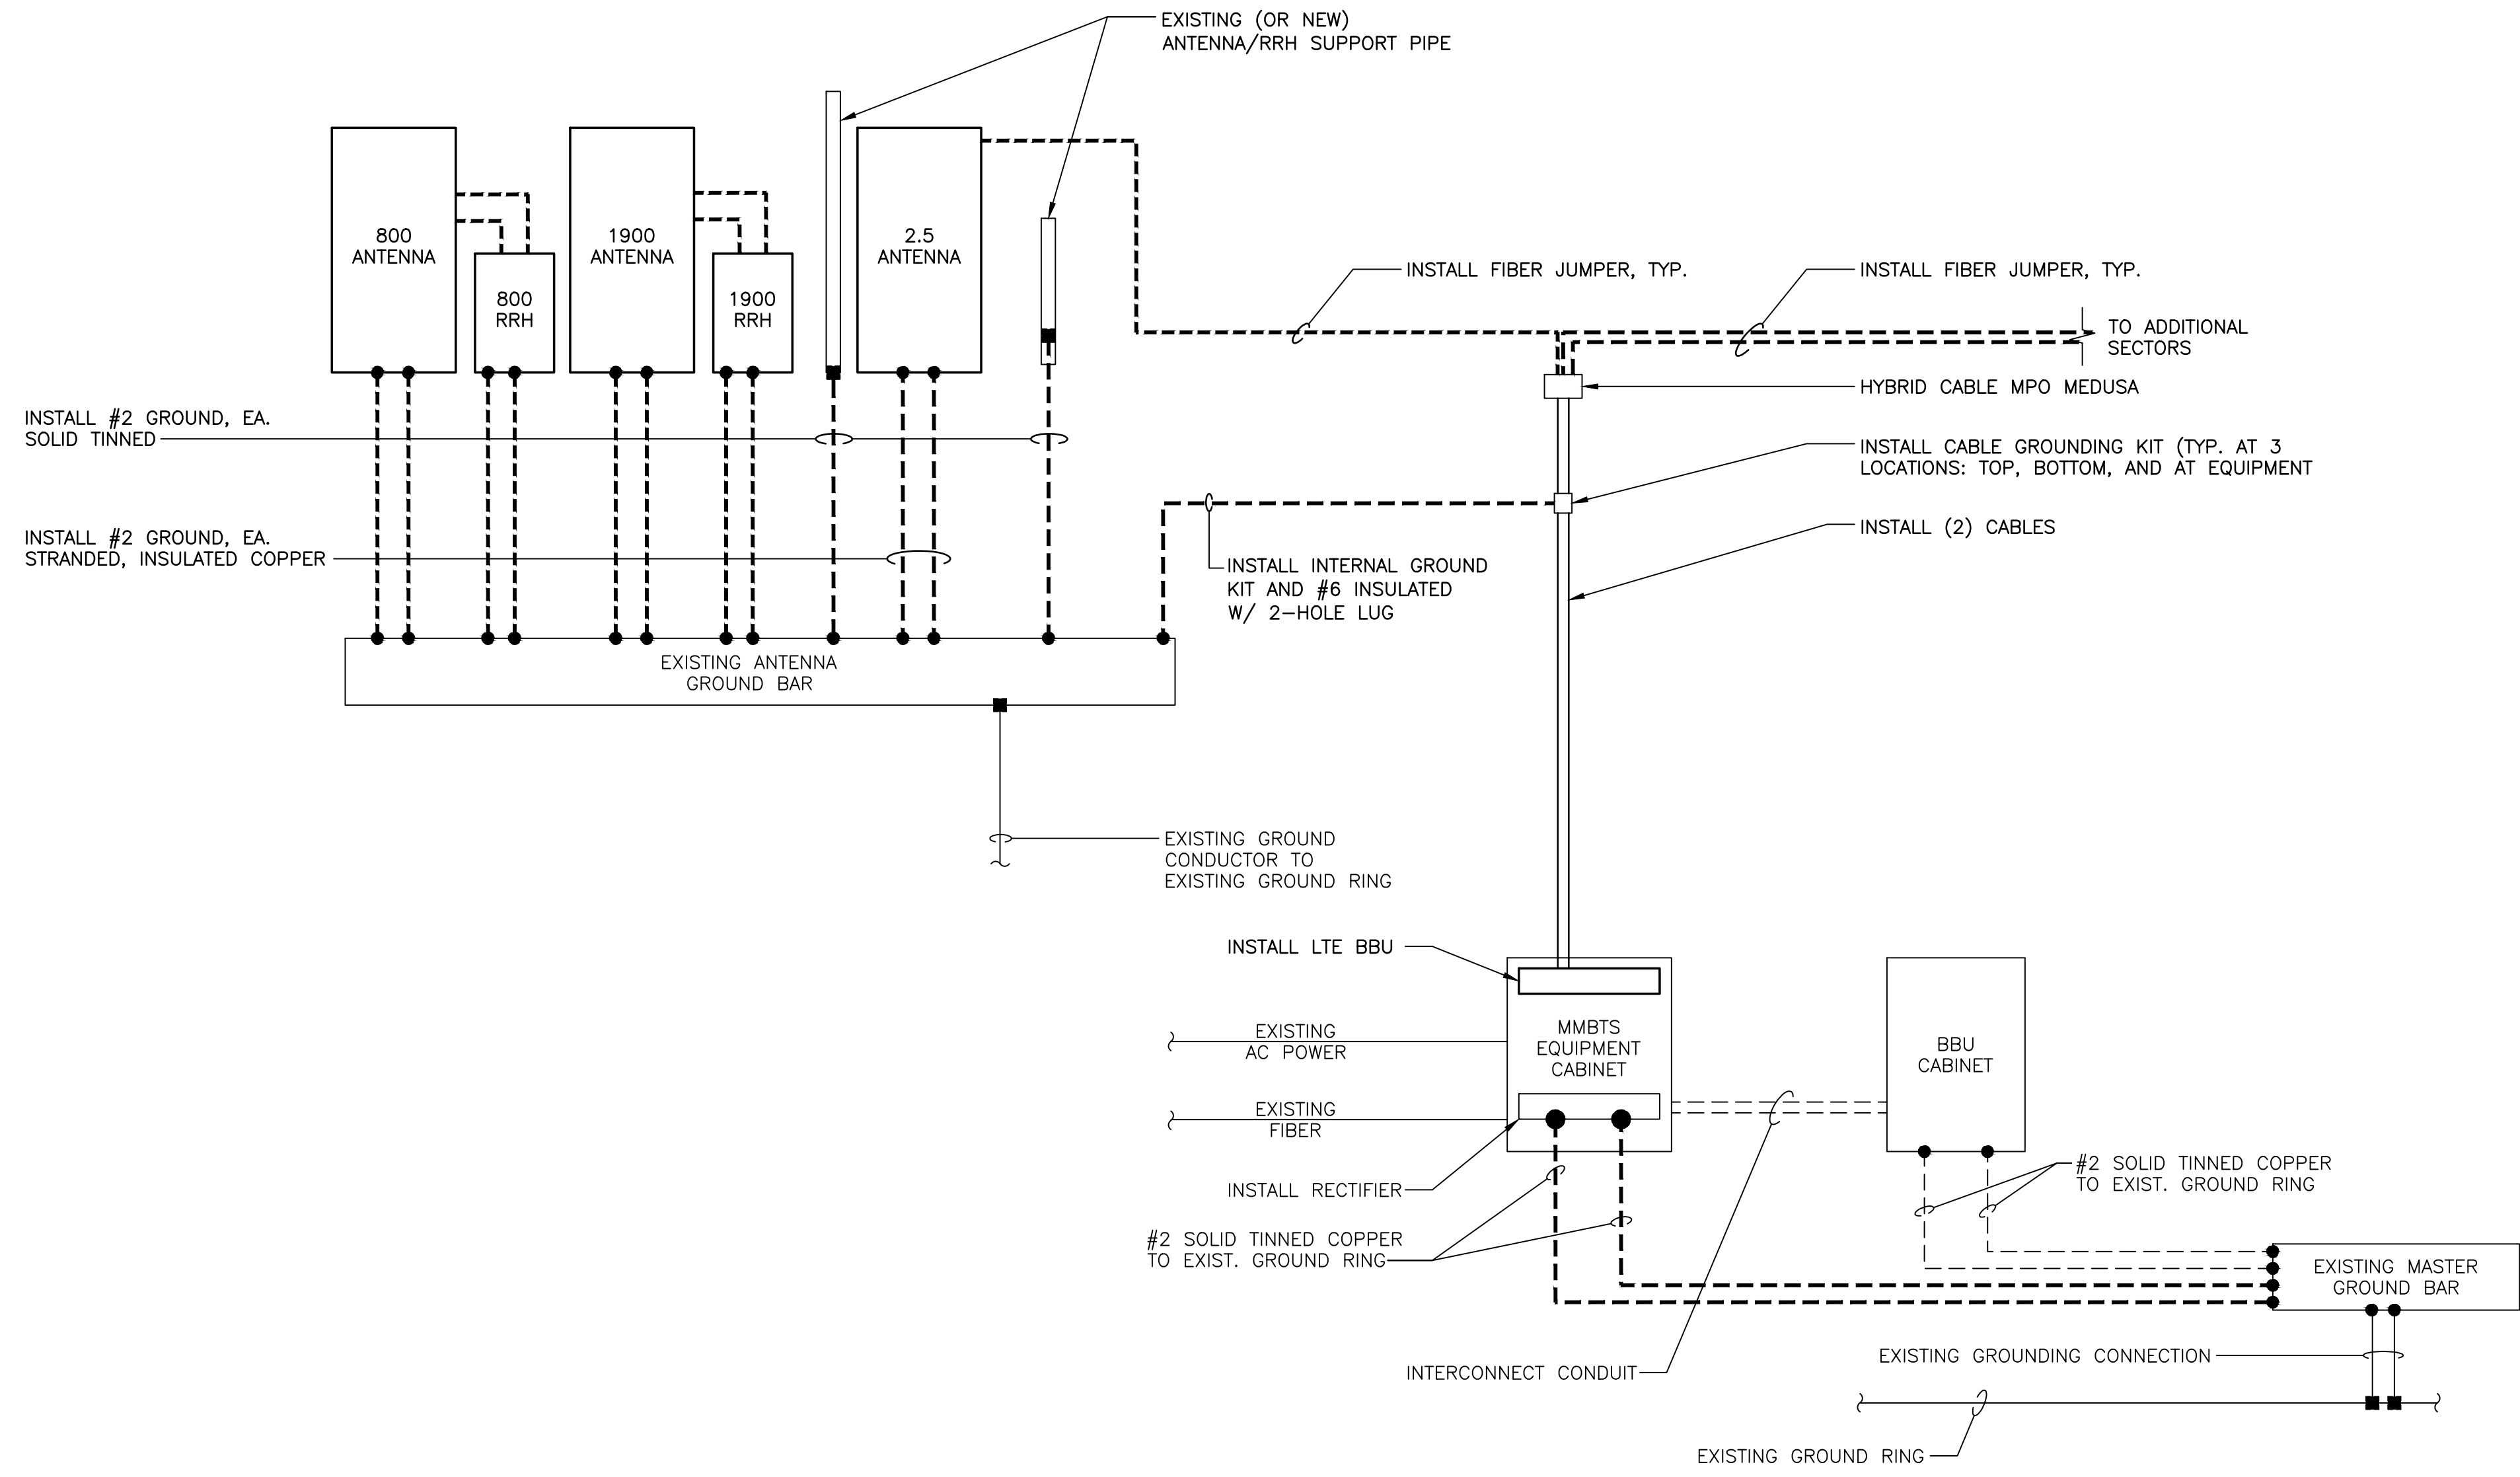 EXISTING (OR NEW)
ANTENNA/RRH SUPPORT PIPE
800
ANTENNA
800
RRH
1900
ANTENNA
1900
RRH
2.5
ANTENNA
INSTALL FIBER JUMPER, TYP.
INSTALL FIBER JUMPER, TYP.
TO ADDITIONAL
SECTORS
HYBRID CABLE MPO MEDUSA
INSTALL #2 GROUND, EA.
SOLID TINNED
INSTALL CABLE GROUNDING KIT (TYP. AT 3
LOCATIONS: TOP, BOTTOM, AND AT EQUIPMENT
INSTALL (2) CABLES
INSTALL #2 GROUND, EA.
STRANDED, INSULATED COPPER
INSTALL INTERNAL GROUND
KIT AND #6 INSULATED
W/ 2-HOLE LUG
EXISTING ANTENNA
GROUND BAR
EXISTING GROUND
CONDUCTOR TO
EXISTING GROUND RING
INSTALL LTE BBU
EXISTING
AC POWER
MMBTS
EQUIPMENT
CABINET
BBU
CABINET
EXISTING
FIBER
INSTALL RECTIFIER
#2 SOLID TINNED COPPER
TO EXIST. GROUND RING
#2 SOLID TINNED COPPER
TO EXIST. GROUND RING
EXISTING MASTER
GROUND BAR
INTERCONNECT CONDUIT
EXISTING GROUNDING CONNECTION
EXISTING GROUND RING